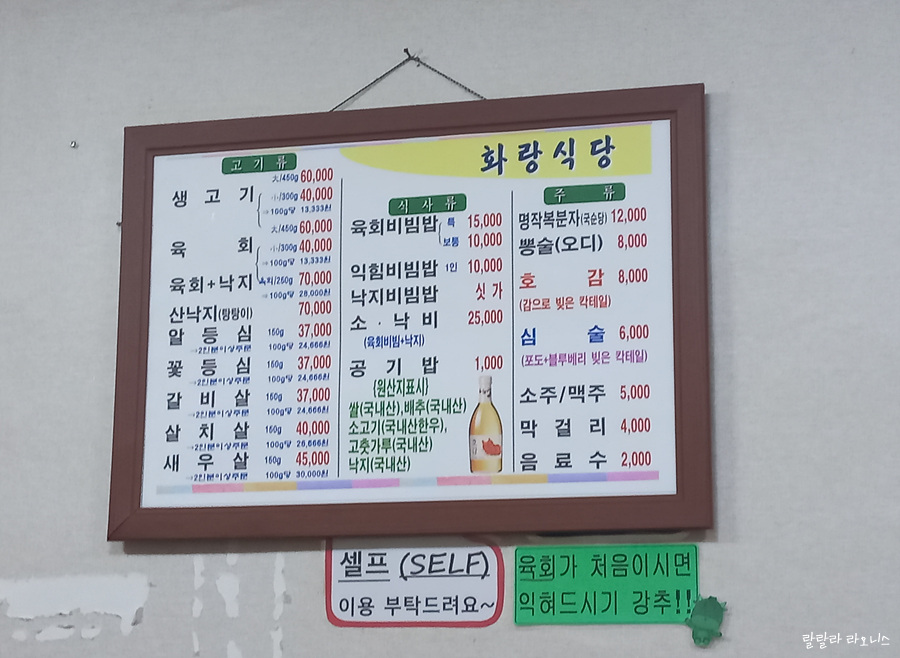 화랑식당
고기류
大/450g 60,000
생고기 小/300g 40,000
⇒100g당 13,333원
大/450g 60,000
육회 小/300g 40,000
⇒100g당 13,333원
육회+낙지 250g 70,000
⇒100g당 28,000원
산낙지(탕탕이) 70,000
알등심 150g 37,000
→2인분이상주문 100g당 24,666원
꽃등심 150g 37,000
→2인분이상주문 100g당 24,666원
갈비살 150g 37,000
→2인분이상주문 100g당 24,666원
살치살 150g 40,000
→2인분이상주문 100g당 26,666원
새우살 150g 45,000
→2인분이상주문 100g당 30,000원
식사류
육회비빔밥 특 15,000
보통 10,000
익힘비빔밥 1인 10,000
낙지비빔밥 싯가
소·낙비 25,000
(육회비빔+낙지)
공기밥 1,000
{원산지표시}
쌀(국내산),배추(국내산)
소고기(국내산한우),
고춧가루(국내산)
낙지(국내산)
주류
명작복분자(국순당) 12,000
뽕술(오디) 8,000
호감 8,000
(감으로 빚은 칵테일)
심술 6,000
(포도+블루베리 빚은 칵테일)
소주/맥주 5,000
막걸리 4,000
음료수 2,000
셀프 (SELF)
이용 부탁드려요~
육회가 처음이시면
익혀드시기 강추!!
랄랄라 라오니스